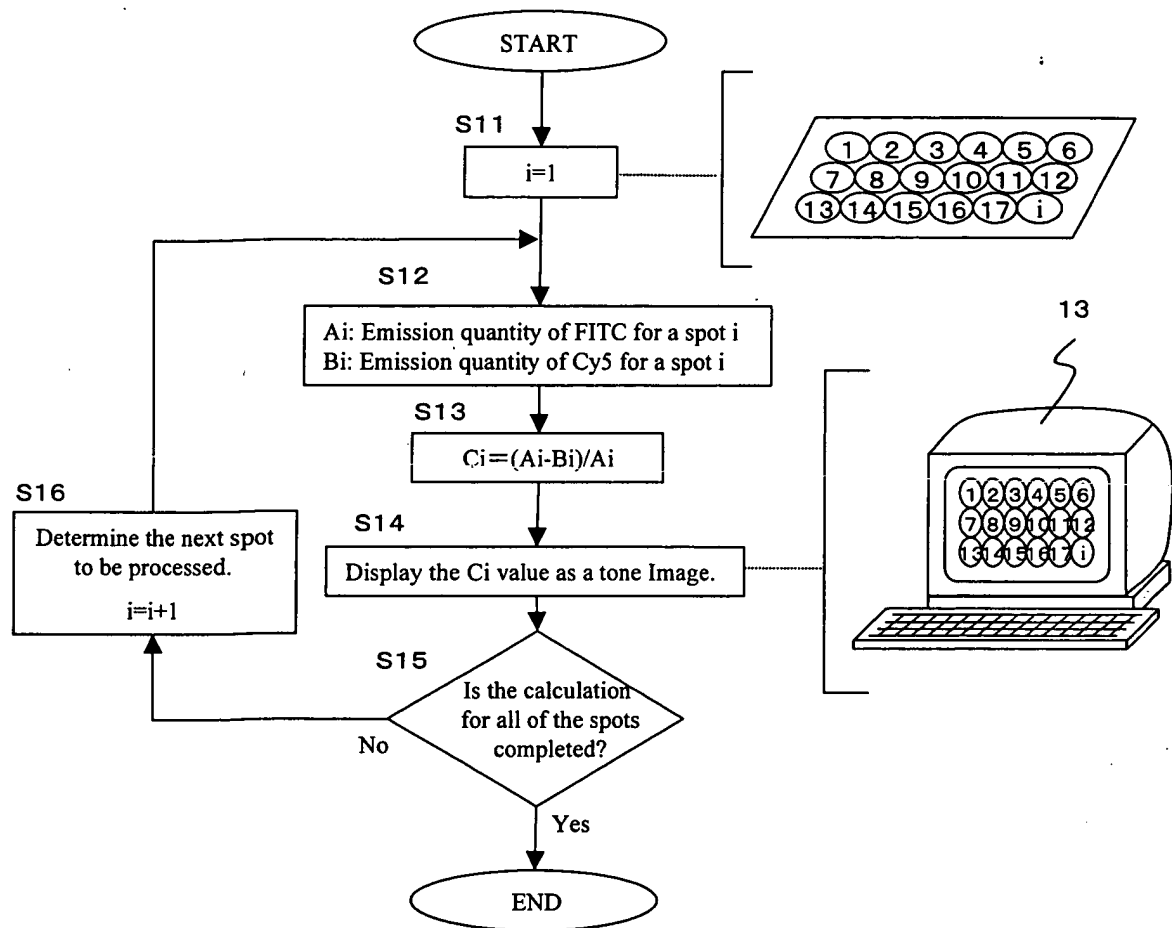 START
S11
i=1
1 2 3 4 5 6
7 8 9 10 11 12
13 14 15 16 17 i
S12
Ai: Emission quantity of FITC for a spot i
Bi: Emission quantity of Cy5 for a spot i
S13
Ci=(Ai-Bi)/Ai
13
1 2 3 4 5 6
7 8 9 10 11 12
13 14 15 16 17 i
S16
Determine the next spot
to be processed.
i=i+1
S14
Display the Ci value as a tone Image.
S15
Is the calculation
for all of the spots
completed?
No
Yes
END